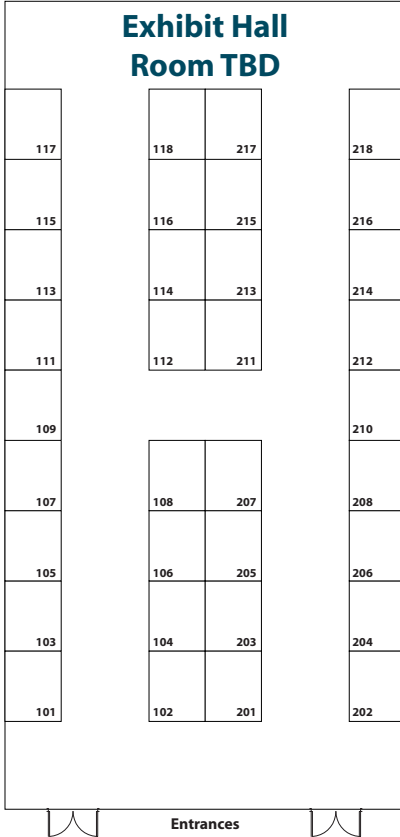 Exhibit Hall
Room TBD
117 118 217 218
115 116 215 216
113 114 213 214
111 112 211 212
109 210
107 108 207 208
105 106 205 206
103 104 203 204
101 102 201 202
Entrances